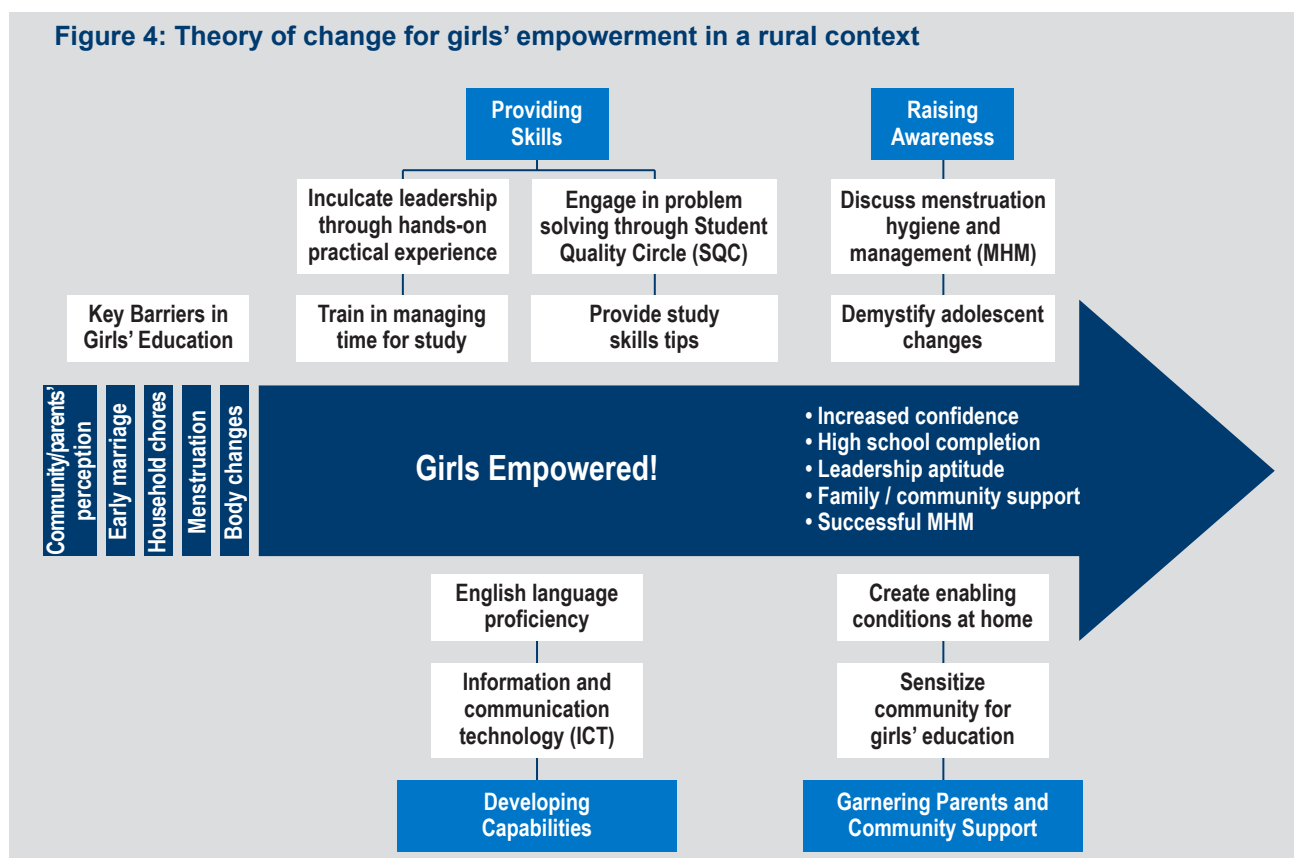 Figure 4: Theory of change for girls’ empowerment in a rural context
Providing
Skills
Raising
Awareness
Inculcate leadership
through hands-on
practical experience
Engage in problem
solving through Student
Quality Circle (SQC)
Discuss menstruation
hygiene and
management (MHM)
Key Barriers in
Girls’ Education
Train in managing
time for study
Provide study
skills tips
Demystify adolescent
changes
Community/parents’
perception
Early marriage
Household chores
Menstruation
Body changes
Girls Empowered!
• Increased confidence
• High school completion
• Leadership aptitude
• Family / community support
• Successful MHM
English language
proficiency
Create enabling
conditions at home
Information and
communication
technology (ICT)
Sensitize
community for
girls’ education
Developing
Capabilities
Garnering Parents and
Community Support